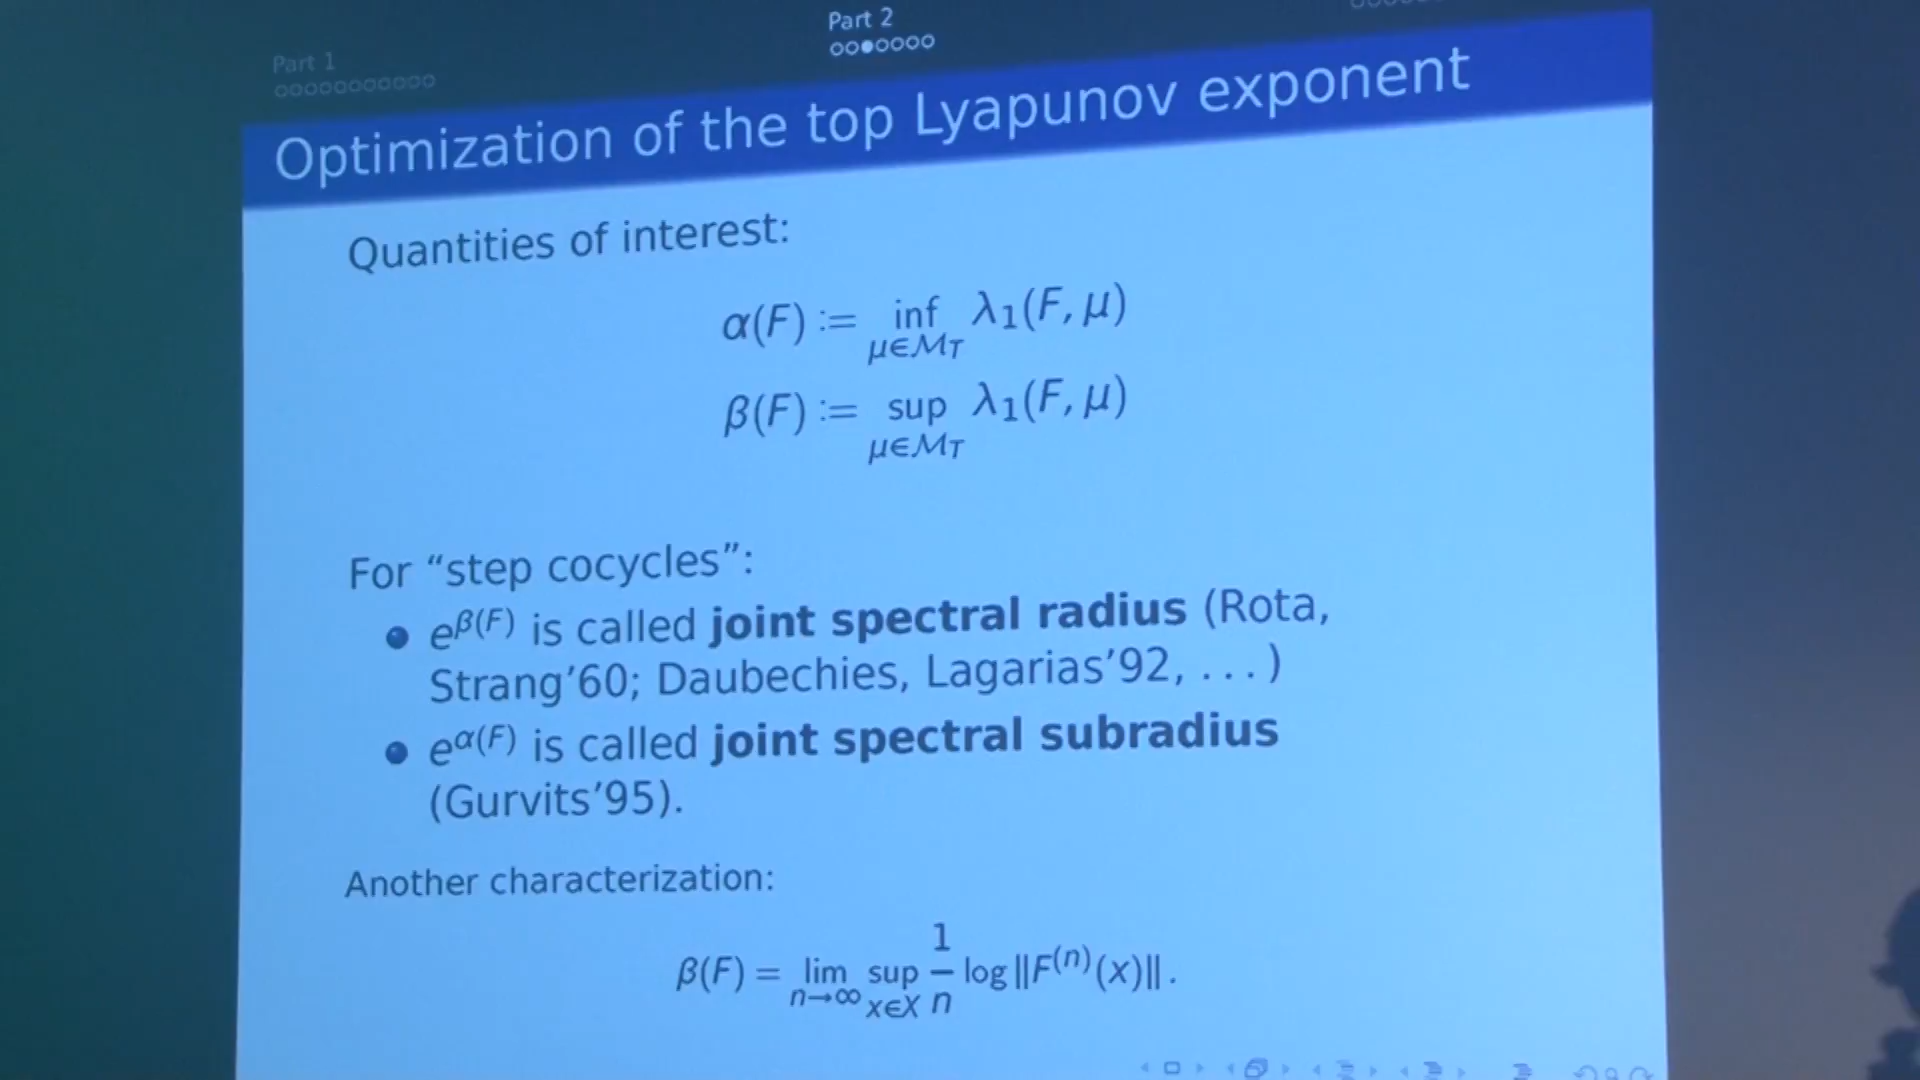 Part 1
Part 2
Optimization of the top Lyapunov exponent
Quantities of interest:
α(F) := inf λ₁(F, μ)
μ∈ℳ_T
β(F) := sup λ₁(F, μ)
μ∈ℳ_T
For “step cocycles”:
e^β(F) is called joint spectral radius (Rota,
Strang’60; Daubechies, Lagarias’92, . . . )
e^α(F) is called joint spectral subradius
(Gurvits’95).
Another characterization:
β(F) = lim_{n→∞} sup_{x∈X} 1/n log ‖F^(n)(x)‖ .